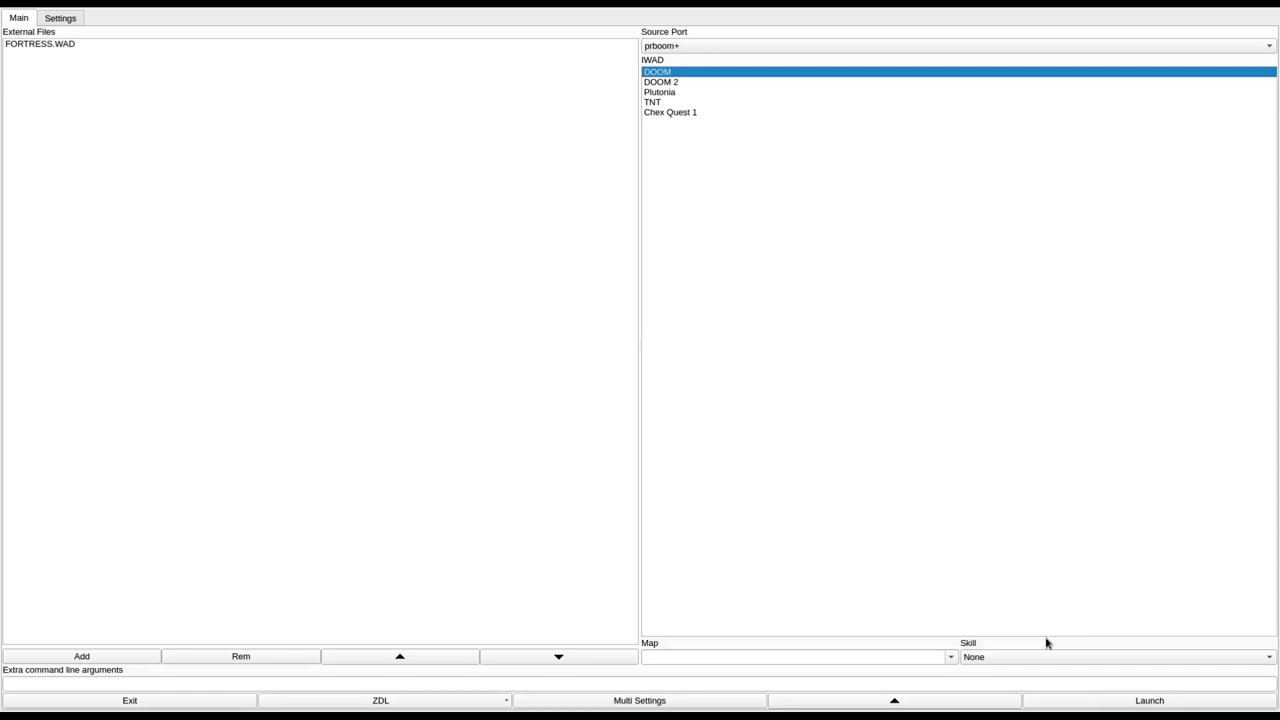 Main
Settings
External Files
FORTRESS.WAD
Source Port
prboom+
IWAD
DOOM
DOOM 2
Plutonia
TNT
Chex Quest 1
Map
Skill
None
Add
Rem
Extra command line arguments
Exit
ZDL
Multi Settings
Launch